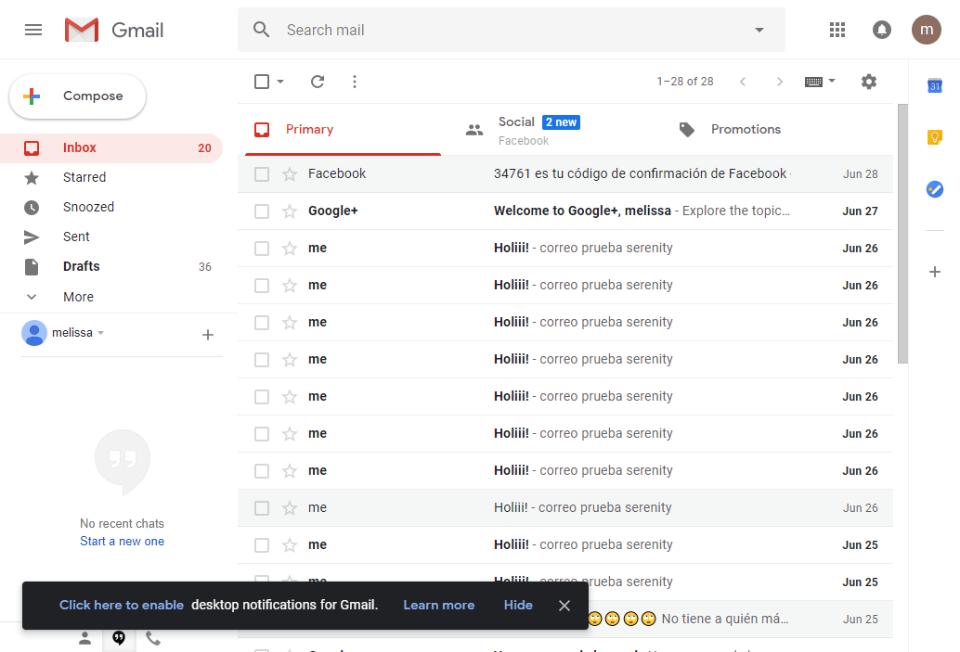 Gmail
Search mail
m
Compose
1–28 of 28
31
Primary
Social 2 new
Facebook
Promotions
Inbox 20
Starred
Snoozed
Sent
Drafts 36
More
melissa
No recent chats
Start a new one
Facebook 34761 es tu código de confirmación de Facebook Jun 28
Google+ Welcome to Google+, melissa - Explore the topic… Jun 27
me Holiii! - correo prueba serenity Jun 26
me Holiii! - correo prueba serenity Jun 26
me Holiii! - correo prueba serenity Jun 26
me Holiii! - correo prueba serenity Jun 26
me Holiii! - correo prueba serenity Jun 26
me Holiii! - correo prueba serenity Jun 26
me Holiii! - correo prueba serenity Jun 26
me Holiii! - correo prueba serenity Jun 26
me Holiii! - correo prueba serenity Jun 25
me Holiii! - correo prueba serenity Jun 25
🙄🙄🙄🙄 No tiene a quién má… Jun 25
Click here to enable desktop notifications for Gmail. Learn more Hide